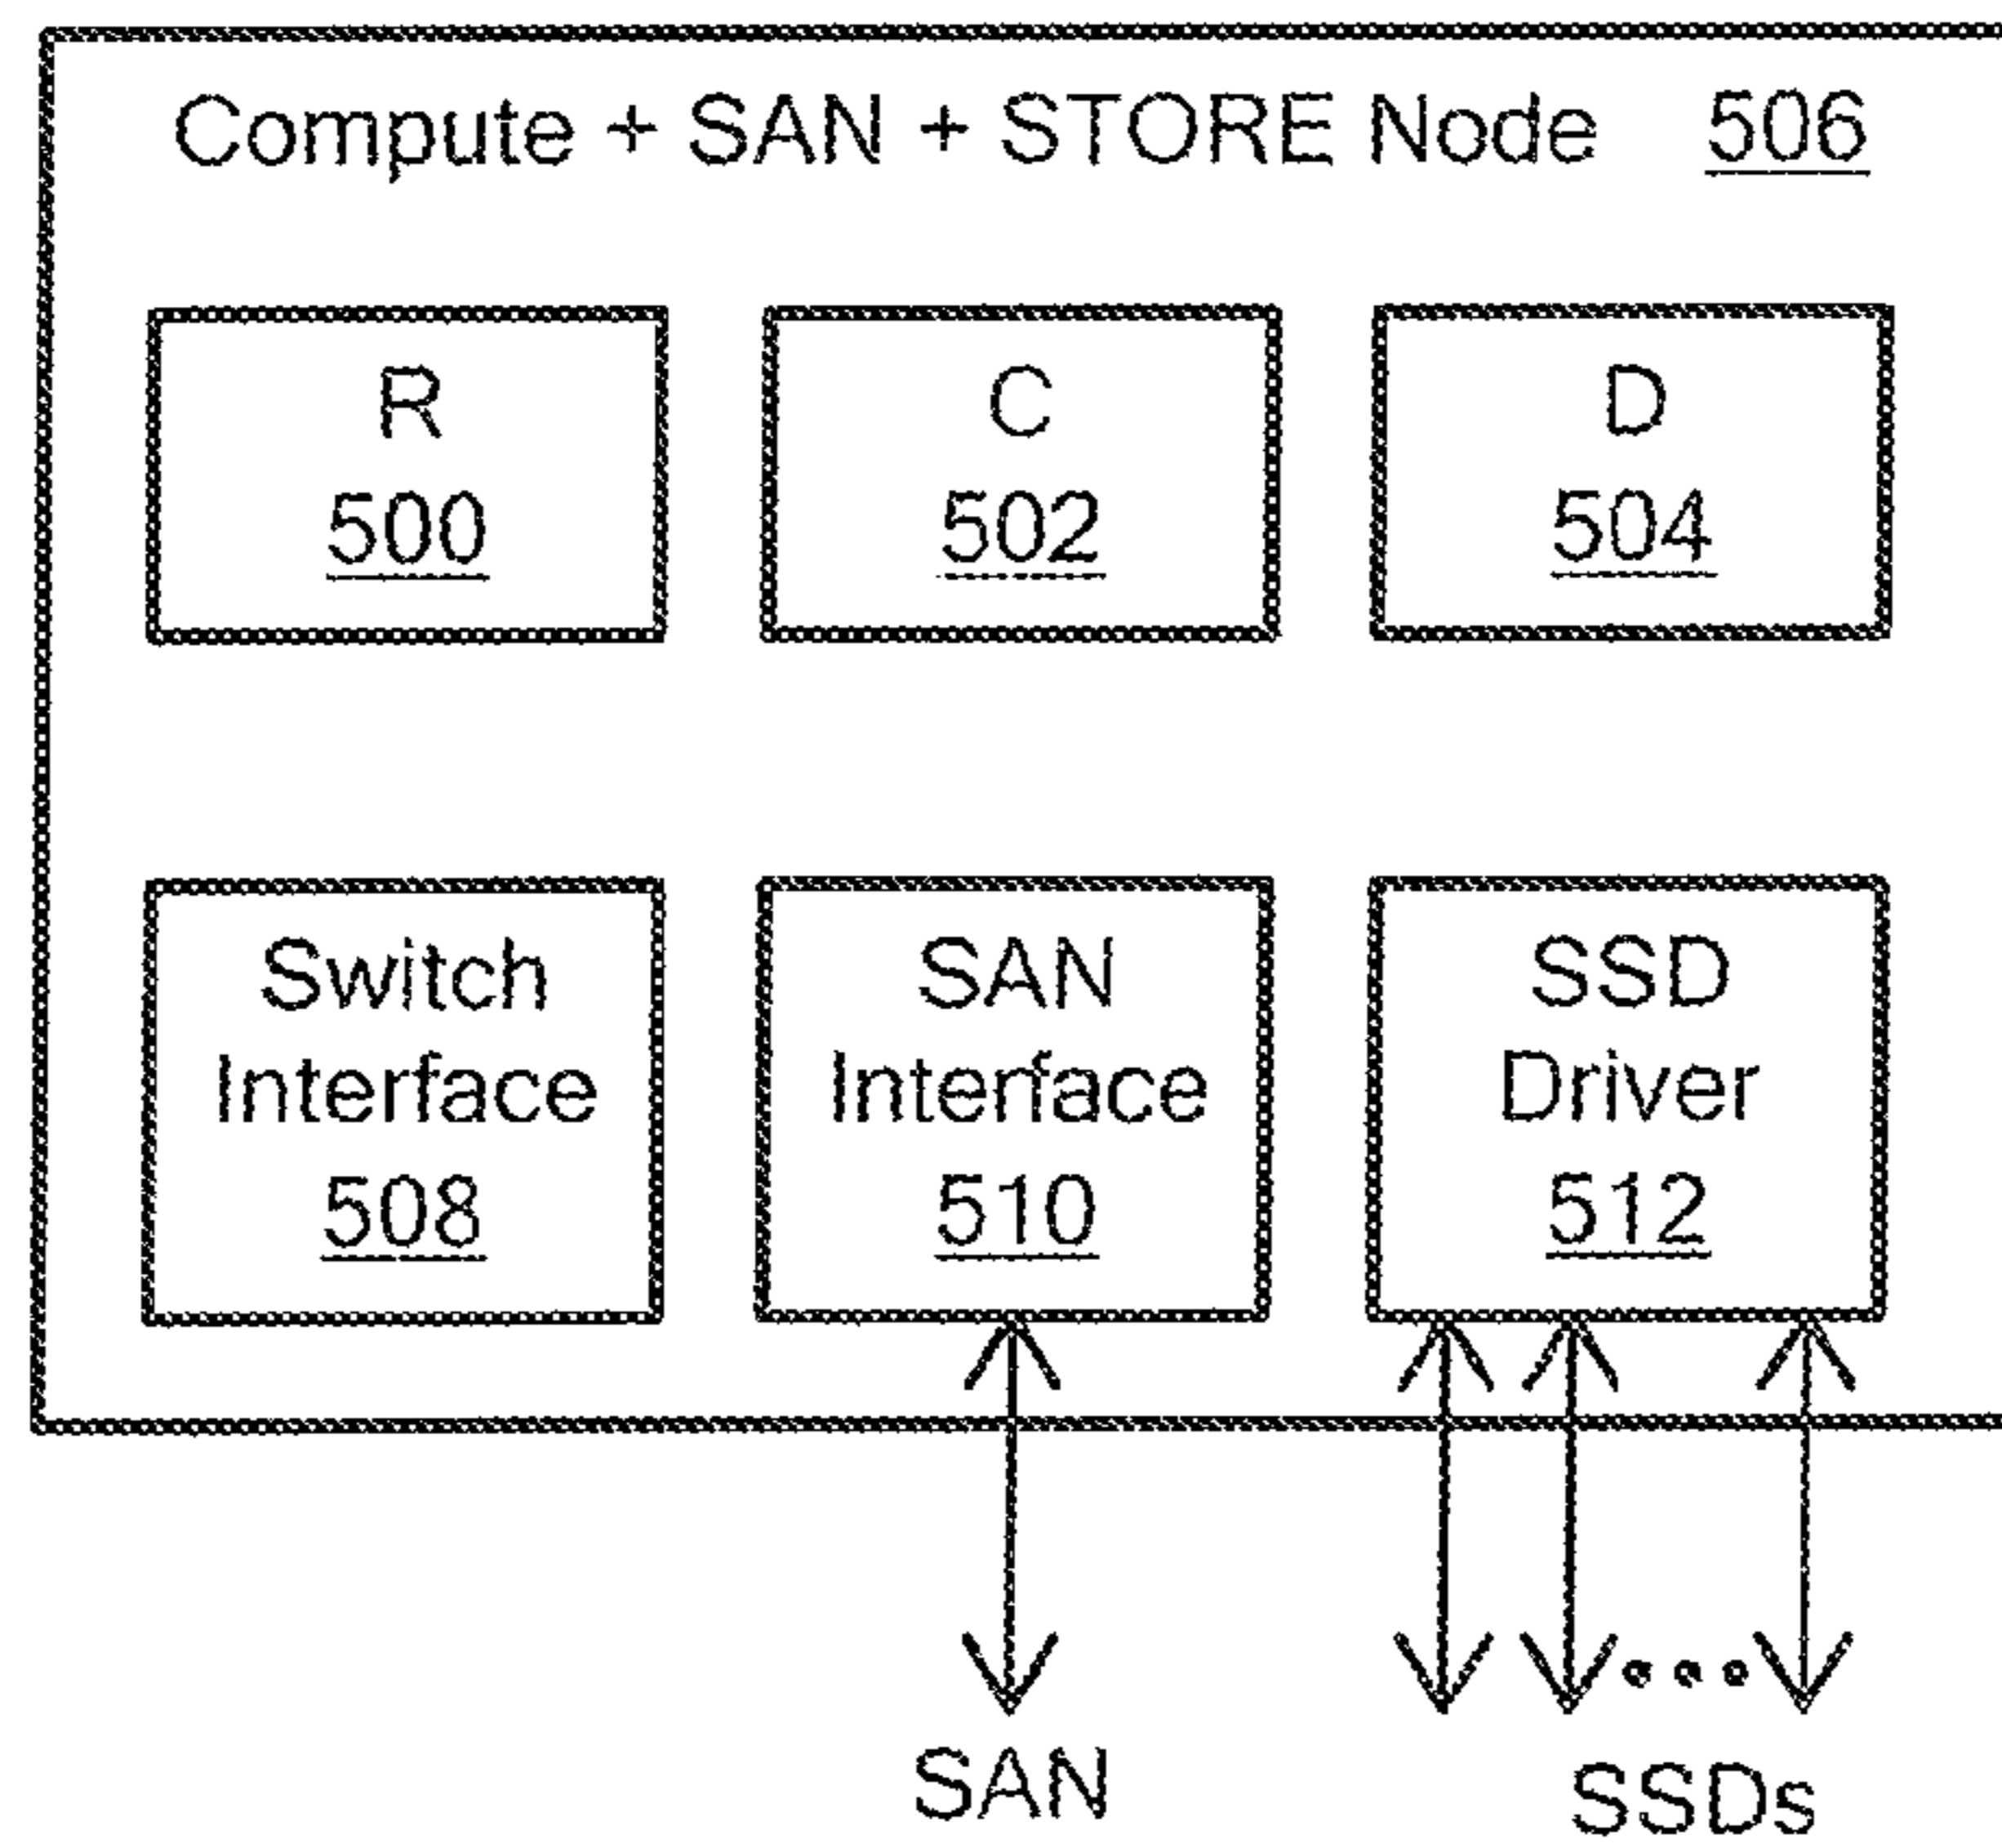 Compute + SAN + STORE Node 506
R
500
C
502
D
504
Switch
Interface
508
SAN
Interface
510
SSD
Driver
512
SAN
SSDs